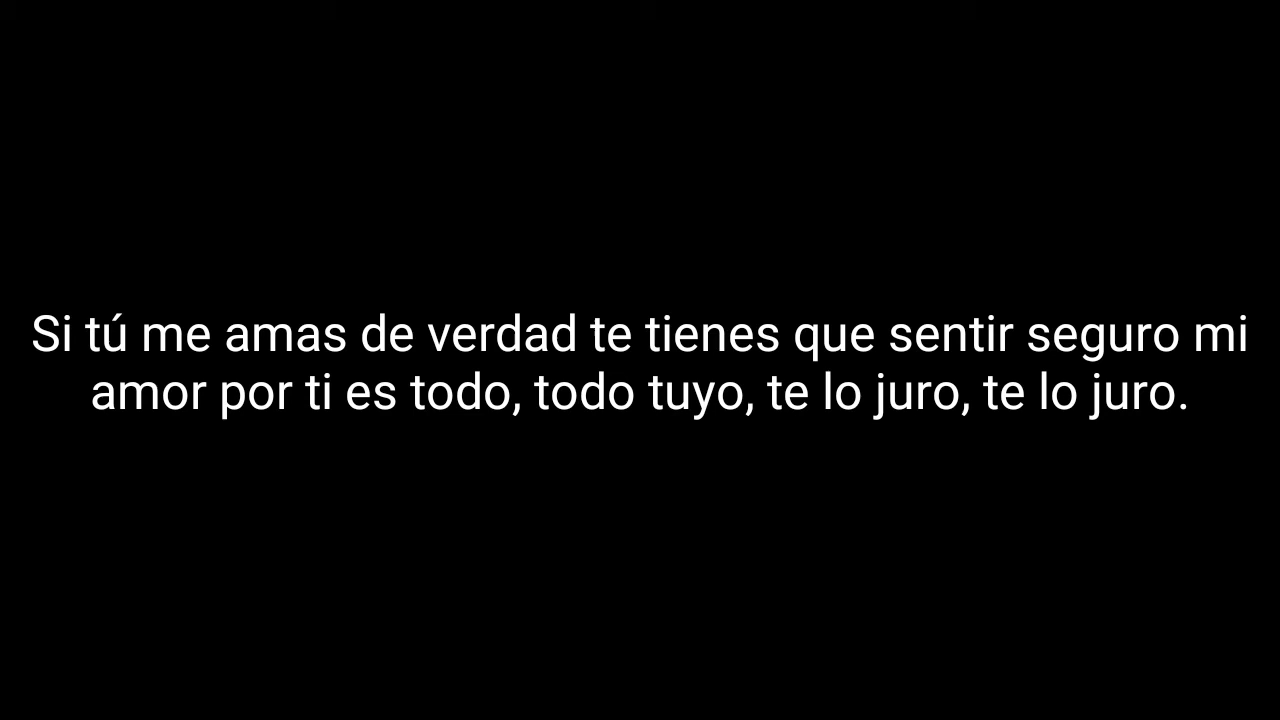 Si tú me amas de verdad te tienes que sentir seguro mi
amor por ti es todo, todo tuyo, te lo juro, te lo juro.